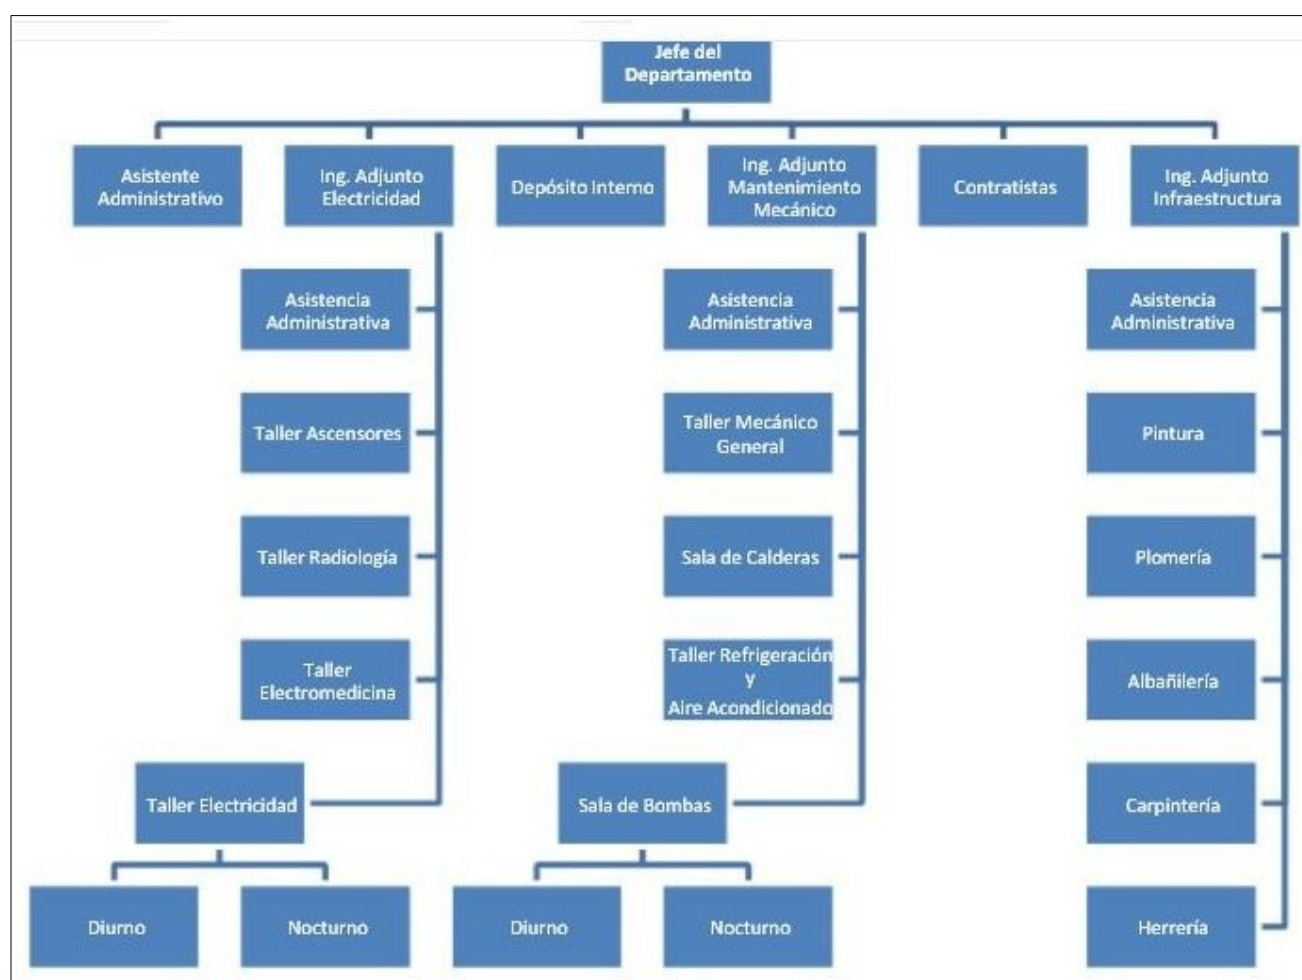 Jefe del
Departamento
Asistente
Administrativo
Ing. Adjunto
Electricidad
Depósito Interno
Ing. Adjunto
Mantenimiento
Mecánico
Contratistas
Ing. Adjunto
Infraestructura
Asistencia
Administrativa
Asistencia
Administrativa
Asistencia
Administrativa
Taller Ascensores
Taller Mecánico
General
Pintura
Taller Radiología
Sala de Calderas
Plomería
Taller
Electromedicina
Taller Refrigeración
y
Aire Acondicionado
Albañilería
Taller Electricidad
Sala de Bombas
Carpintería
Diurno
Nocturno
Diurno
Nocturno
Herrería